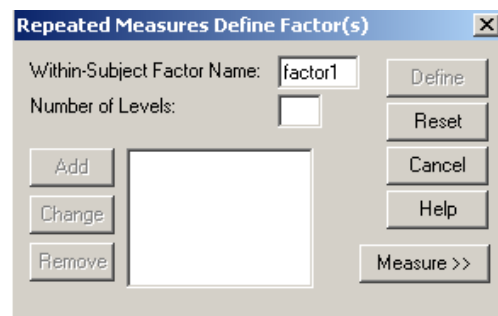 Repeated Measures Define Factor(s)
Within-Subject Factor Name: factor1
Define
Number of Levels:
Reset
Add
Cancel
Change
Help
Remove
Measure >>